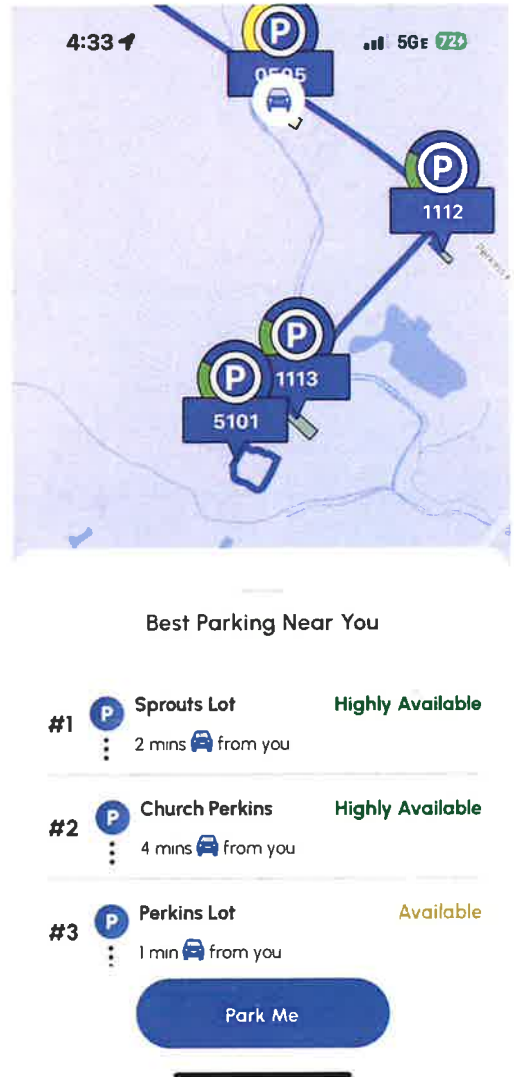 4:33 5GE 72
P
P
1112
P
1113
P
5101
Best Parking Near You
#1 P Sprouts Lot Highly Available
2 mins from you
#2 P Church Perkins Highly Available
4 mins from you
#3 P Perkins Lot Available
1 min from you
Park Me